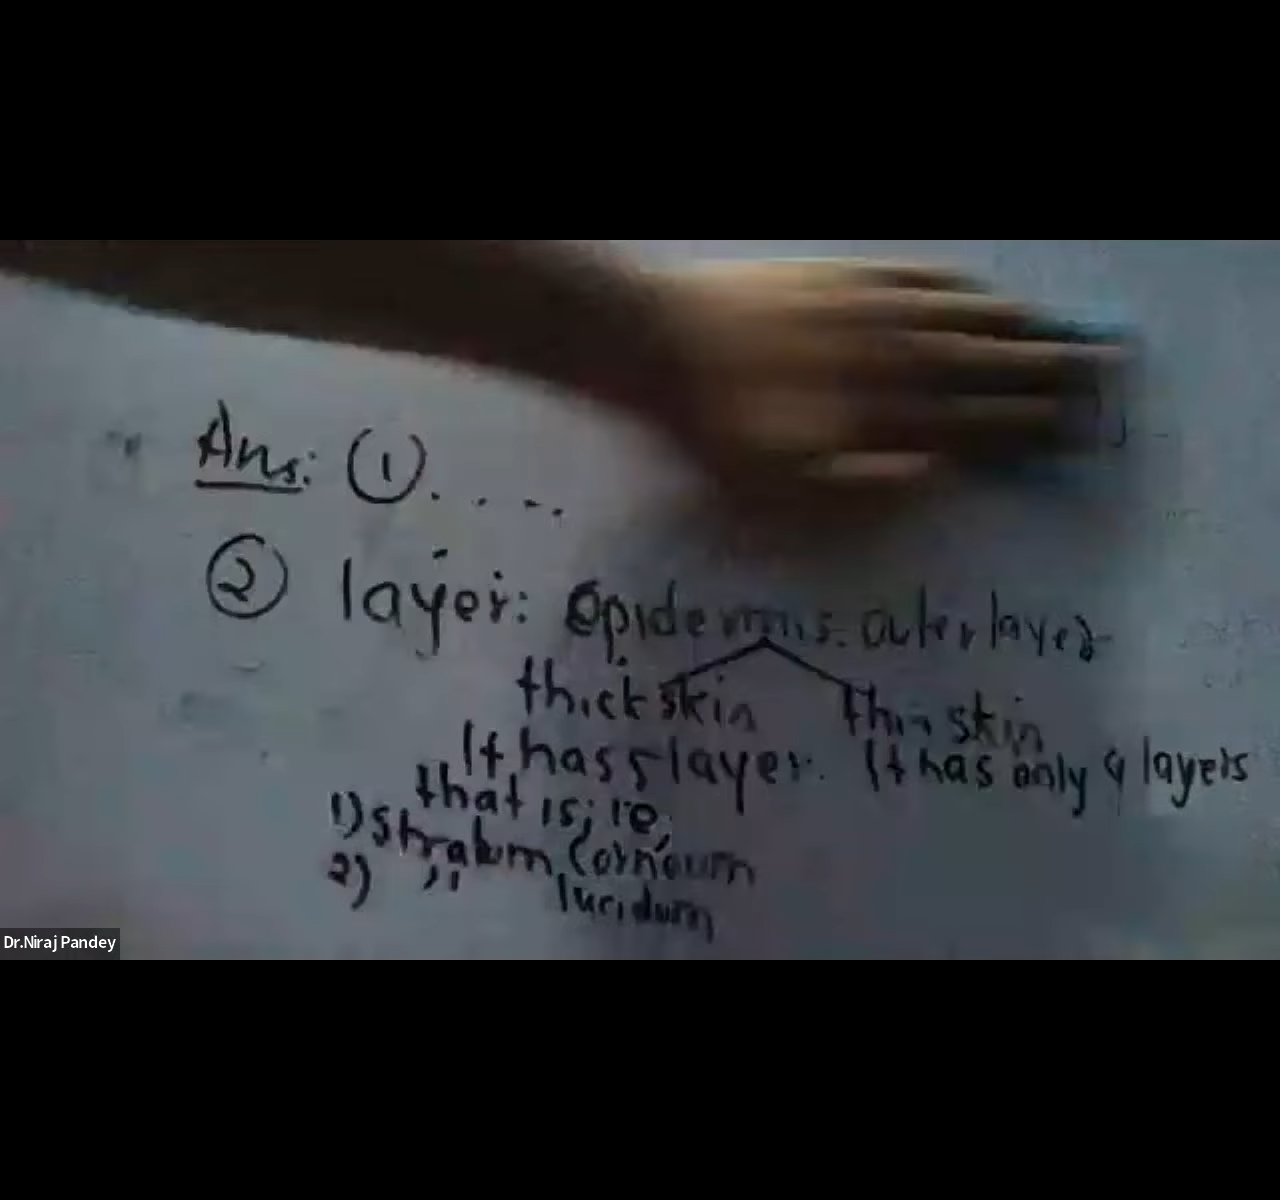 Ans: ① . . . .
② layer: Epidermis: outer layer
thick skin thin skin
It has 5 layer. It has only 4 layers
that is; i.e,
1) Stratum Corneum
2) " lucidum
Dr.Niraj Pandey